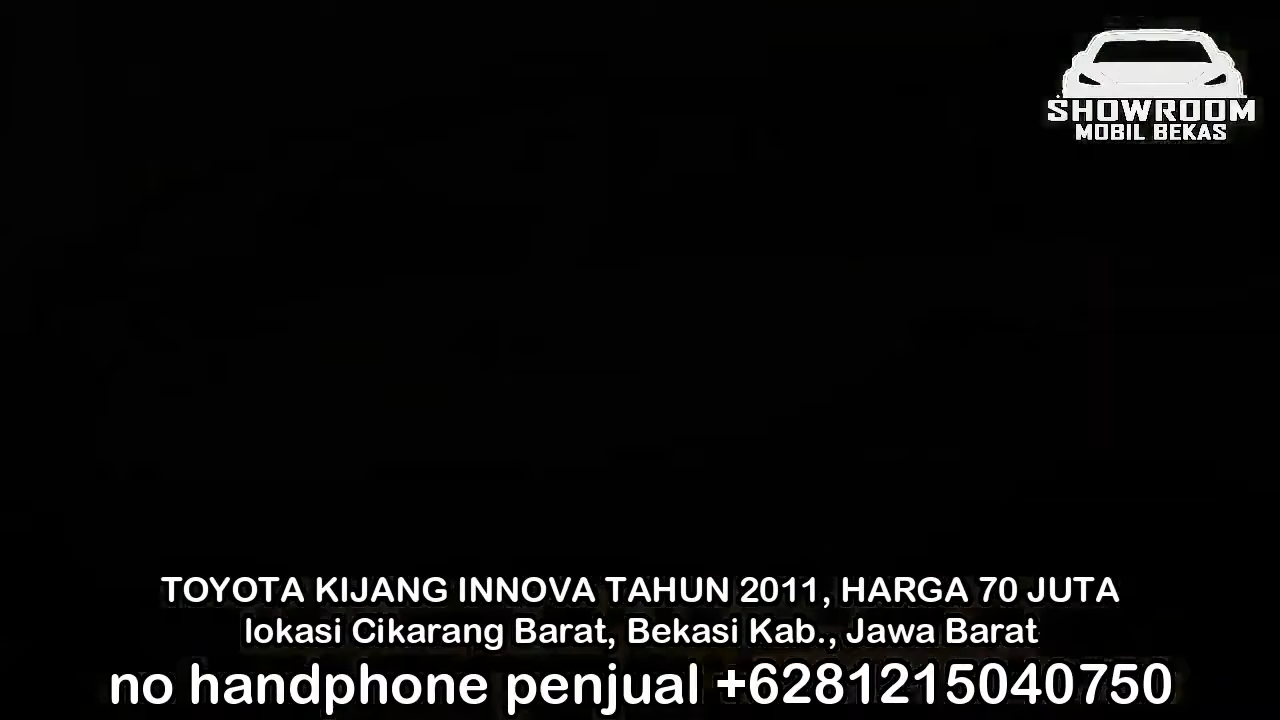 SHOWROOM
MOBIL BEKAS
TOYOTA KIJANG INNOVA TAHUN 2011, HARGA 70 JUTA
lokasi Cikarang Barat, Bekasi Kab., Jawa Barat
no handphone penjual +6281215040750